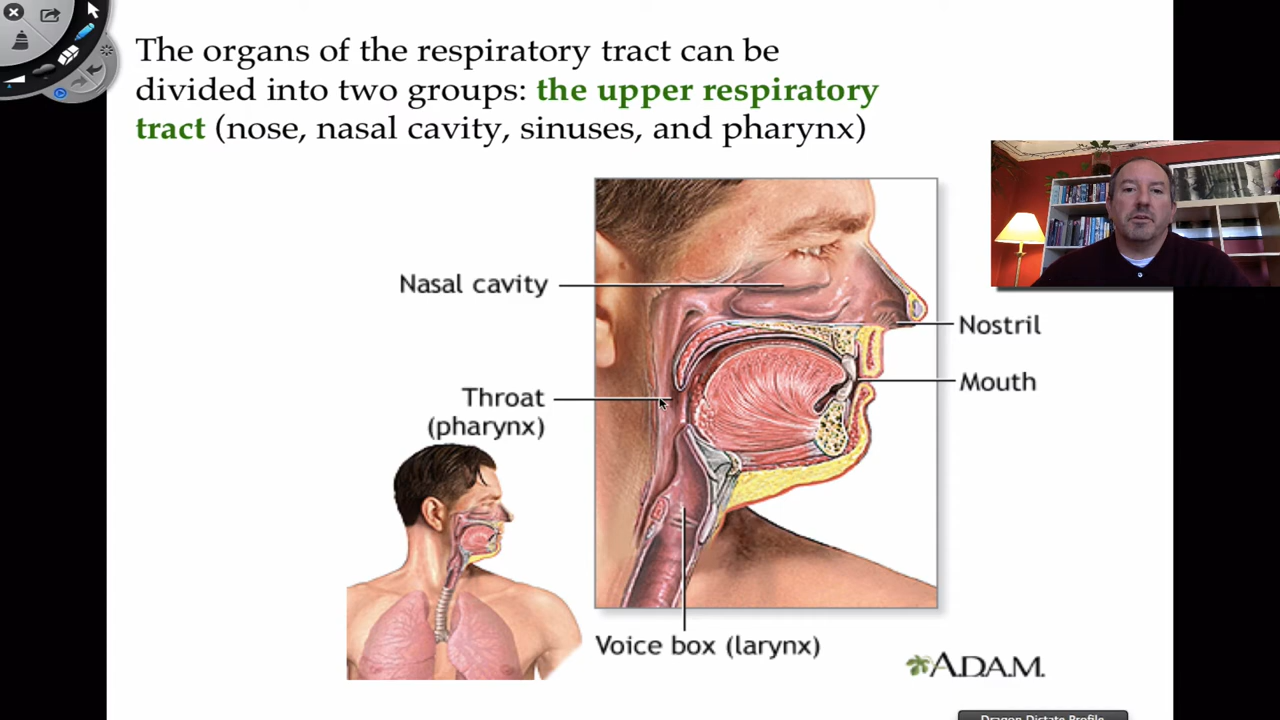 The organs of the respiratory tract can be
divided into two groups: the upper respiratory
tract (nose, nasal cavity, sinuses, and pharynx)
Nasal cavity
Nostril
Mouth
Throat
(pharynx)
Voice box (larynx)
A.D.A.M.
Dragon Dictate Profile